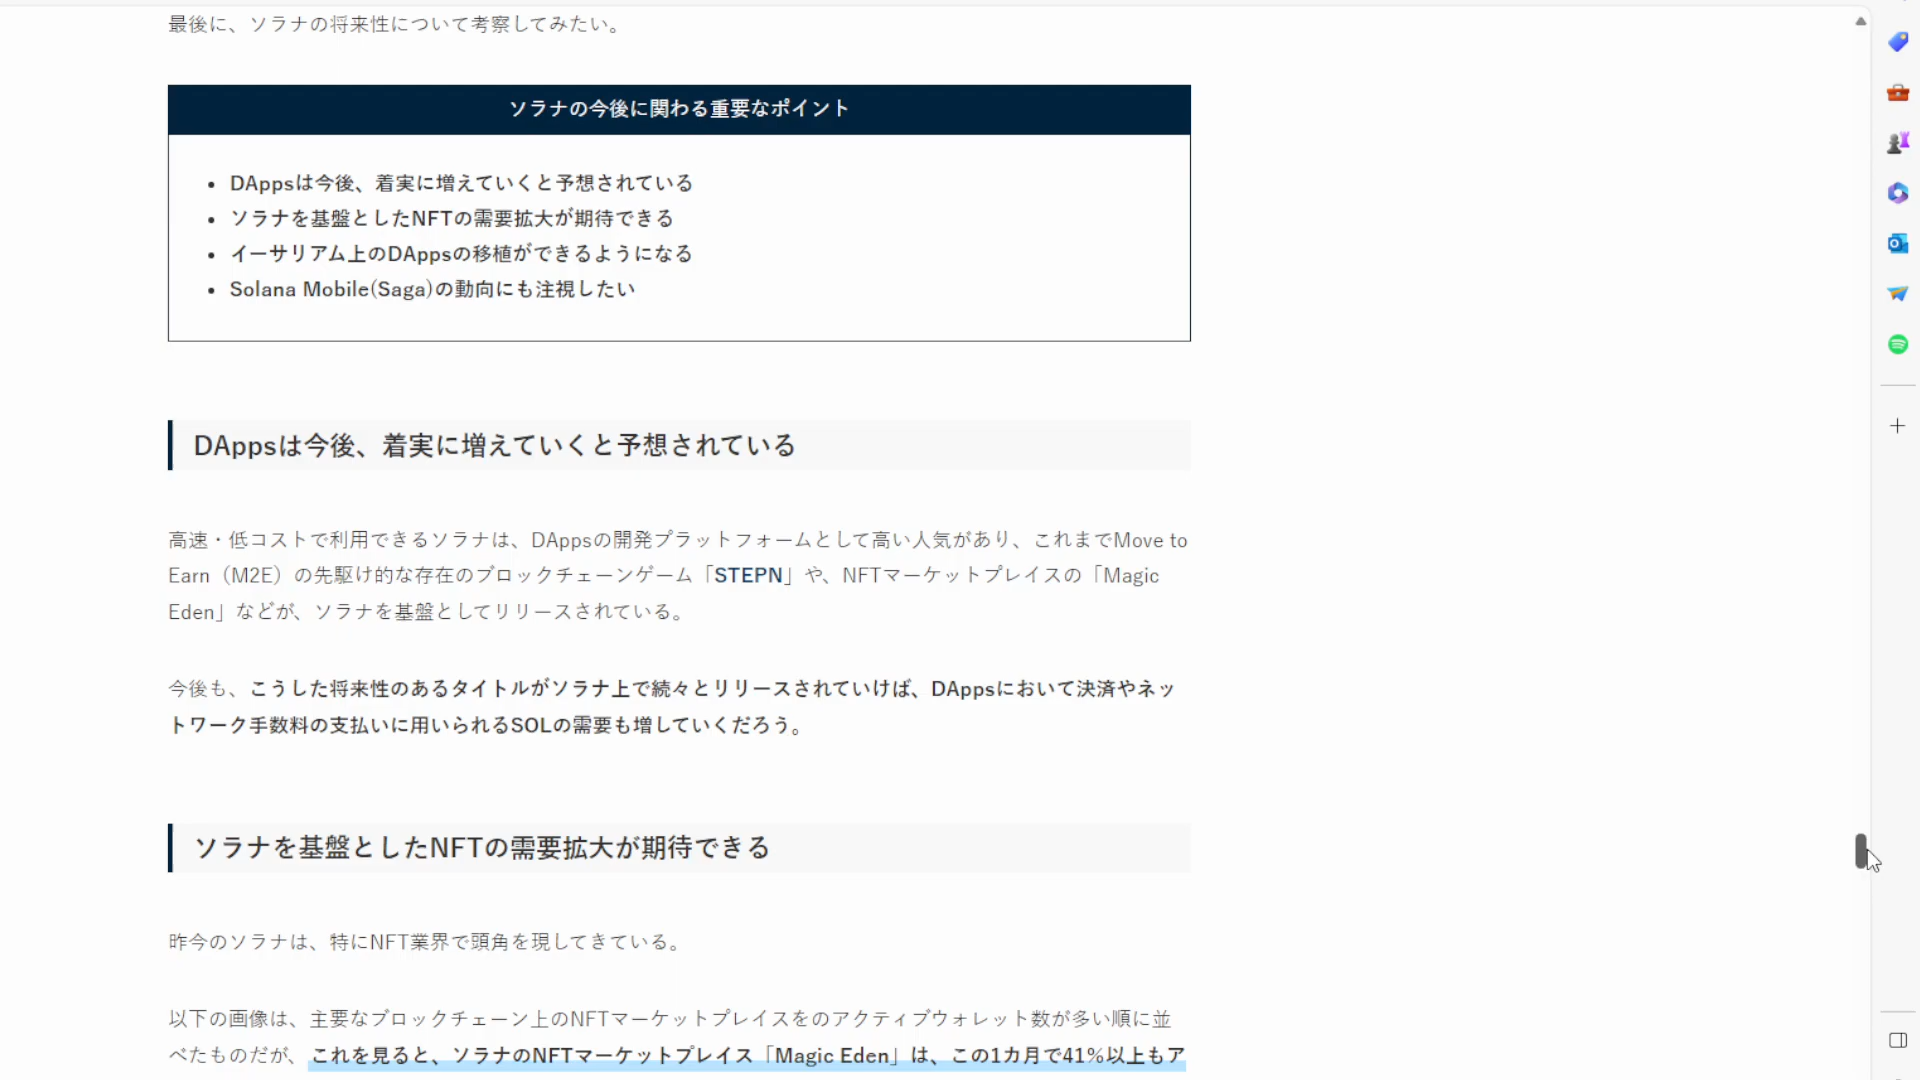 最後に、ソラナの将来性について考察してみたい。
ソラナの今後に関わる重要なポイント
• DAppsは今後、着実に増えていくと予想されている
• ソラナを基盤としたNFTの需要拡大が期待できる
• イーサリアム上のDAppsの移植ができるようになる
• Solana Mobile(Saga)の動向にも注視したい
DAppsは今後、着実に増えていくと予想されている
高速・低コストで利用できるソラナは、DAppsの開発プラットフォームとして高い人気があり、これまでMove to
Earn（M2E）の先駆け的な存在のブロックチェーンゲーム「STEPN」や、NFTマーケットプレイスの「Magic
Eden」などが、ソラナを基盤としてリリースされている。
今後も、こうした将来性のあるタイトルがソラナ上で続々とリリースされていけば、DAppsにおいて決済やネッ
トワーク手数料の支払いに用いられるSOLの需要も増していくだろう。
ソラナを基盤としたNFTの需要拡大が期待できる
昨今のソラナは、特にNFT業界で頭角を現してきている。
以下の画像は、主要なブロックチェーン上のNFTマーケットプレイスをのアクティブウォレット数が多い順に並
べたものだが、これを見ると、ソラナのNFTマーケットプレイス「Magic Eden」は、この1カ月で41%以上もア